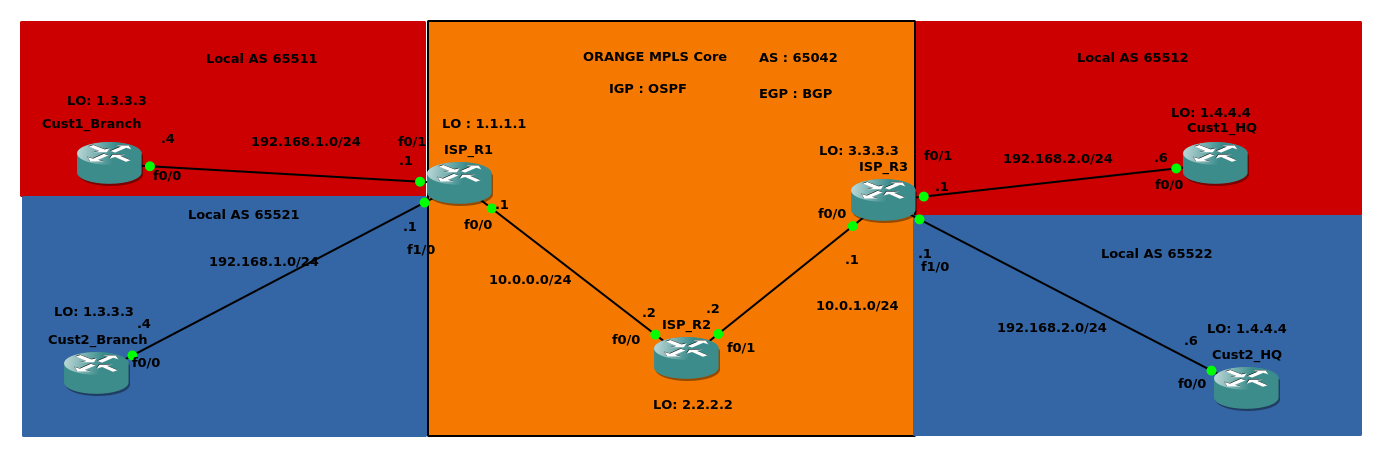 Local AS 65511
LO: 1.3.3.3
Cust1_Branch
.4
192.168.1.0/24
f0/0
f0/1
.1
Local AS 65521
.1
f1/0
192.168.1.0/24
LO: 1.3.3.3
.4
Cust2_Branch
f0/0
ORANGE MPLS Core
AS : 65042
IGP : OSPF
EGP : BGP
LO : 1.1.1.1
ISP_R1
.1
f0/0
10.0.0.0/24
.2
.2
ISP_R2
f0/0
f0/1
LO: 2.2.2.2
LO: 3.3.3.3
ISP_R3
f0/0
.1
10.0.1.0/24
Local AS 65512
LO: 1.4.4.4
Cust1_HQ
f0/1
192.168.2.0/24
.6
.1
f0/0
Local AS 65522
.1
f1/0
192.168.2.0/24
LO: 1.4.4.4
.6
Cust2_HQ
f0/0